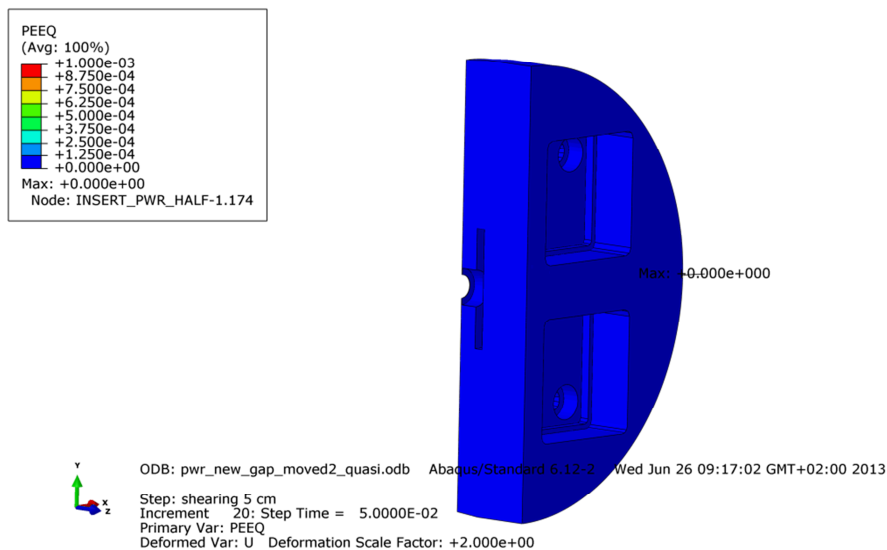 PEEQ
(Avg: 100%)
+1.000e-03
+8.750e-04
+7.500e-04
+6.250e-04
+5.000e-04
+3.750e-04
+2.500e-04
+1.250e-04
+0.000e+00
Max: +0.000e+00
Node: INSERT_PWR_HALF-1.174
Max: +0.000e+000
ODB: pwr_new_gap_moved2_quasi.odb Abaqus/Standard 6.12-2 Wed Jun 26 09:17:02 GMT+02:00 2013
Y
X
Z
Step: shearing 5 cm
Increment 20: Step Time = 5.0000E-02
Primary Var: PEEQ
Deformed Var: U Deformation Scale Factor: +2.000e+00